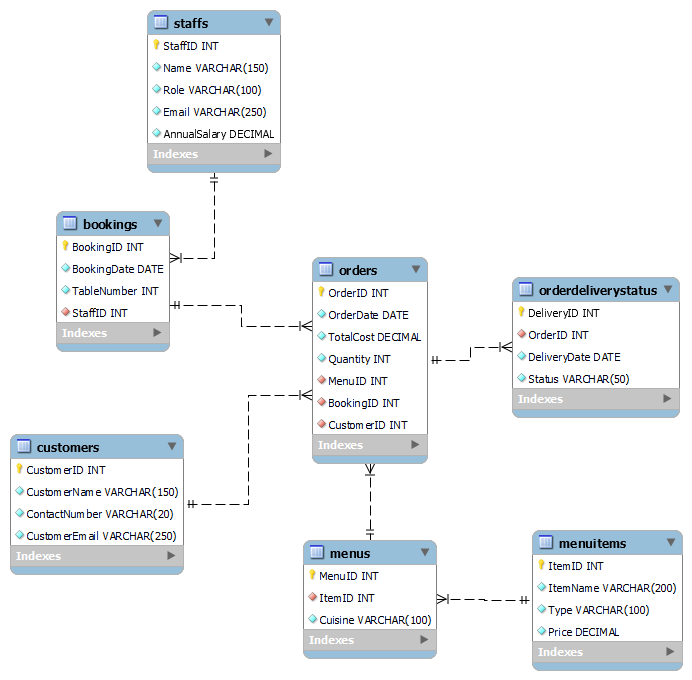 staffs
StaffID INT
Name VARCHAR(150)
Role VARCHAR(100)
Email VARCHAR(250)
AnnualSalary DECIMAL
Indexes
bookings
BookingID INT
BookingDate DATE
TableNumber INT
StaffID INT
Indexes
orders
OrderID INT
OrderDate DATE
TotalCost DECIMAL
Quantity INT
MenuID INT
BookingID INT
CustomerID INT
Indexes
orderdeliverystatus
DeliveryID INT
OrderID INT
DeliveryDate DATE
Status VARCHAR(50)
Indexes
customers
CustomerID INT
CustomerName VARCHAR(150)
ContactNumber VARCHAR(20)
CustomerEmail VARCHAR(250)
Indexes
menus
MenuID INT
ItemID INT
Cuisine VARCHAR(100)
Indexes
menuitems
ItemID INT
ItemName VARCHAR(200)
Type VARCHAR(100)
Price DECIMAL
Indexes